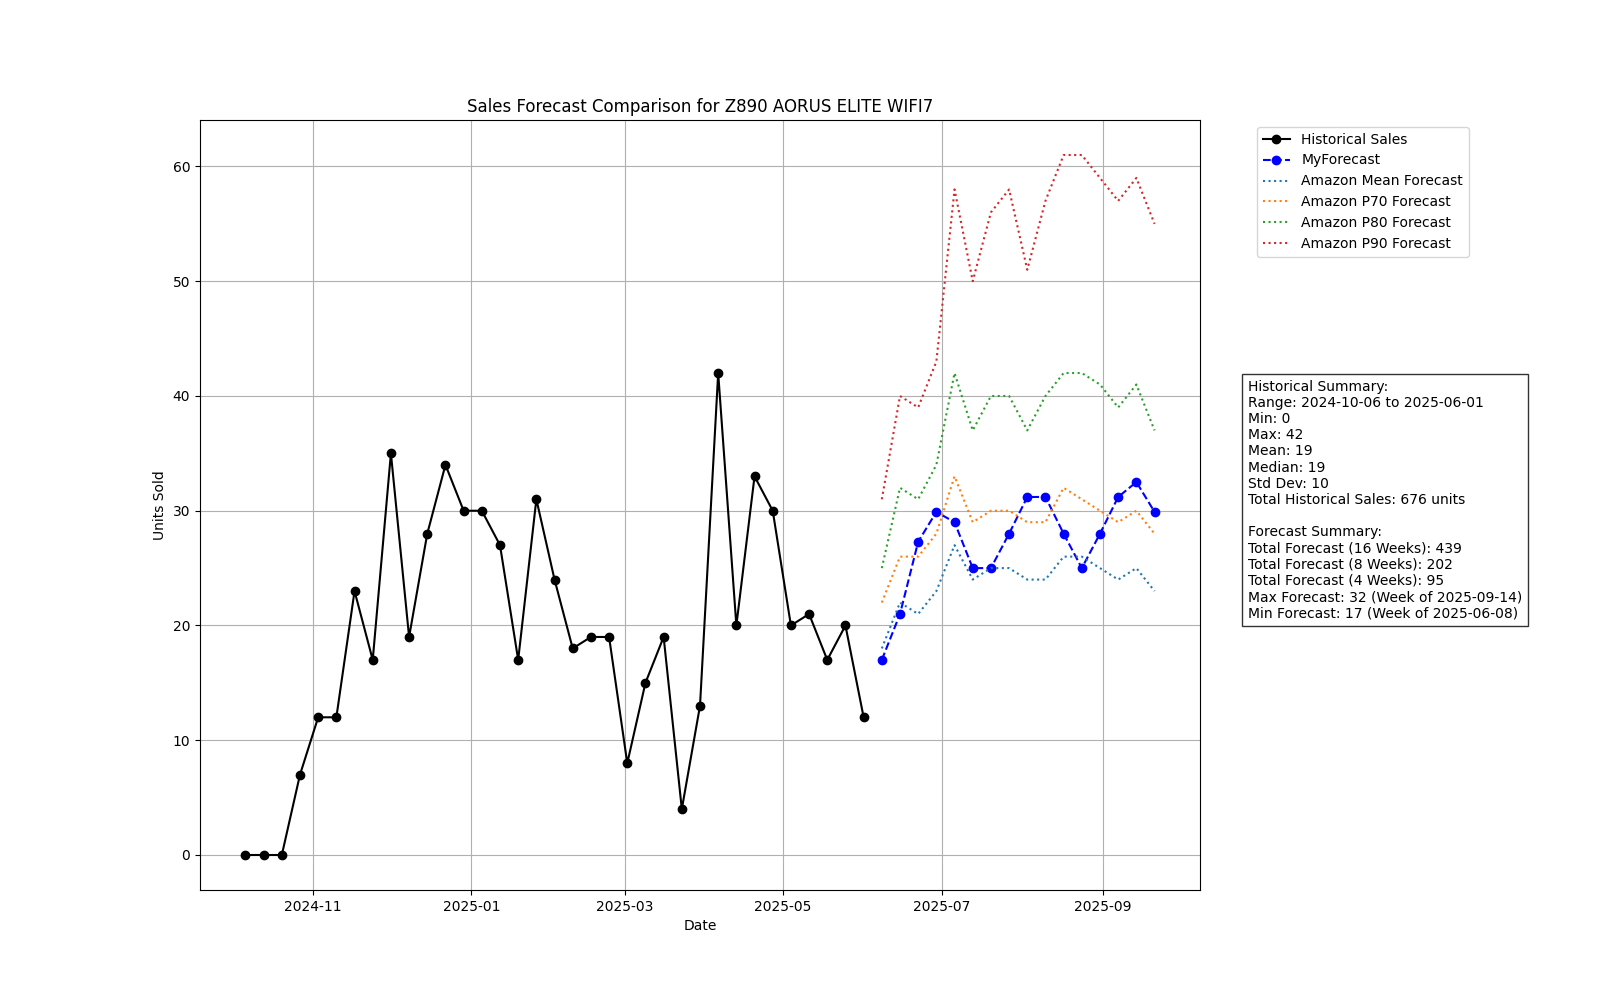 Sales Forecast Comparison for Z890 AORUS ELITE WIFI7
Historical Sales
MyForecast
Amazon Mean Forecast
Amazon P70 Forecast
Amazon P80 Forecast
Amazon P90 Forecast
60
50
40
30
20
10
0
Units Sold
2024-11
2025-01
2025-03
2025-05
2025-07
2025-09
Date
Historical Summary:
Range: 2024-10-06 to 2025-06-01
Min: 0
Max: 42
Mean: 19
Median: 19
Std Dev: 10
Total Historical Sales: 676 units
Forecast Summary:
Total Forecast (16 Weeks): 439
Total Forecast (8 Weeks): 202
Total Forecast (4 Weeks): 95
Max Forecast: 32 (Week of 2025-09-14)
Min Forecast: 17 (Week of 2025-06-08)